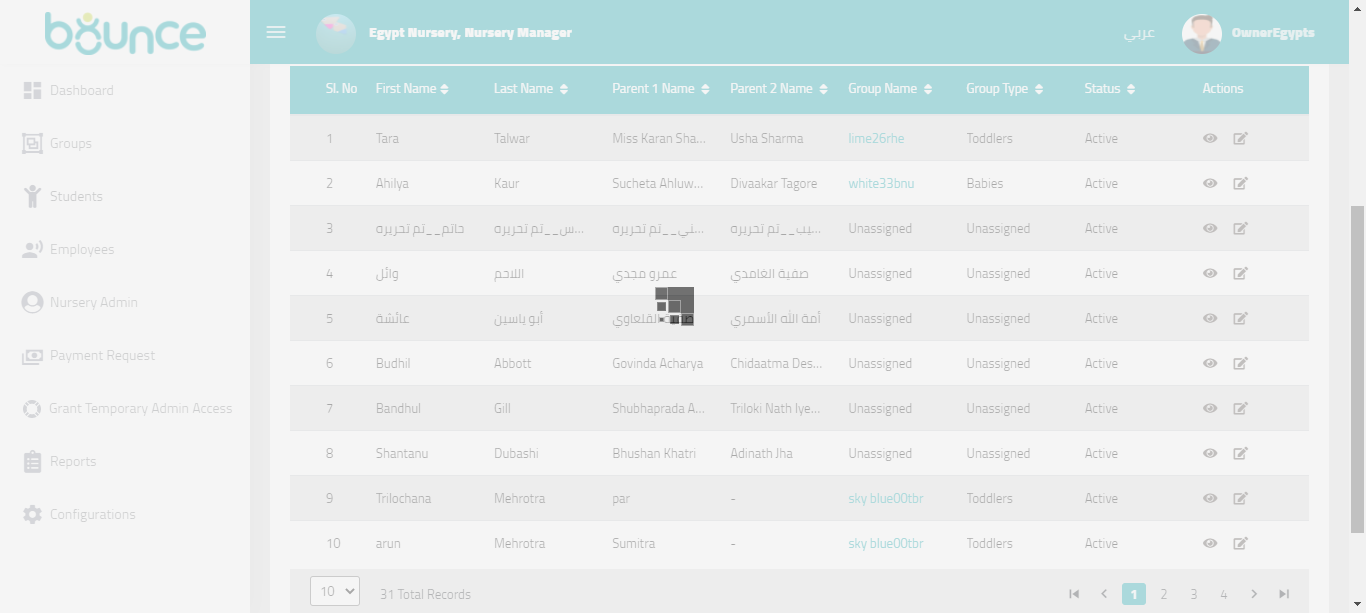 bounce
Egypt Nursery, Nursery Manager
عربي
OwnerEgypts
Dashboard
Groups
Students
Employees
Nursery Admin
Payment Request
Grant Temporary Admin Access
Reports
Configurations
Sl. No First Name Last Name Parent 1 Name Parent 2 Name Group Name Group Type Status Actions
1 Tara Talwar Miss Karan Sha... Usha Sharma lime26rhe Toddlers Active
2 Ahilya Kaur Sucheta Ahluw... Divaakar Tagore white33bnu Babies Active
3 حاتم__تم تحريره س__تم تحريره... ني__تم تحريره... يب__تم تحريره... Unassigned Unassigned Active
4 وائل اللاحم عمرو مجدي صفية الغامدي Unassigned Unassigned Active
5 عائشة أبو ياسين القلعاوي أمة الله الأسمري Unassigned Unassigned Active
6 Budhil Abbott Govinda Acharya Chidaatma Des... Unassigned Unassigned Active
7 Bandhul Gill Shubhaprada A... Triloki Nath Iye... Unassigned Unassigned Active
8 Shantanu Dubashi Bhushan Khatri Adinath Jha Unassigned Unassigned Active
9 Trilochana Mehrotra par - sky blue00tbr Toddlers Active
10 arun Mehrotra Sumitra - sky blue00tbr Toddlers Active
10 31 Total Records 1 2 3 4